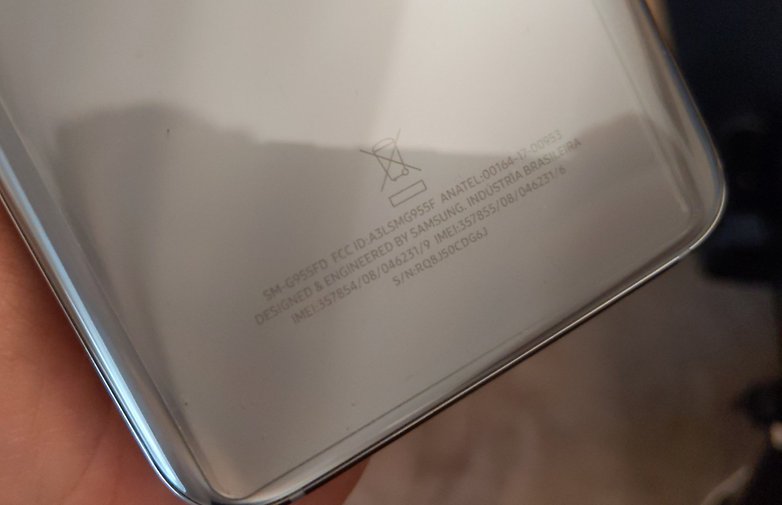 SM-G955FD FCC ID:A3LSMG955F ANATEL:00164-17-00953
DESIGNED & ENGINEERED BY SAMSUNG. INDÚSTRIA BRASILEIRA
IMEI:357854/08/046231/9 IMEI:357855/08/046231/6
S/N:RQ8J50CDG6J